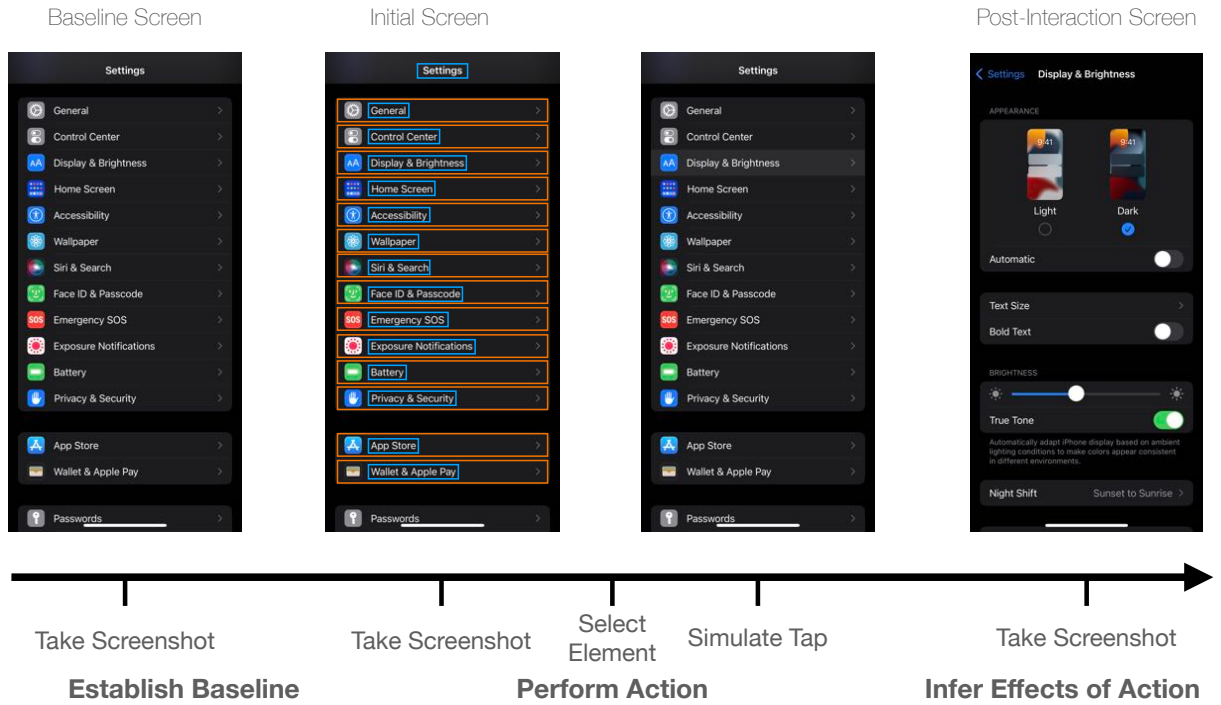 Baseline Screen
Initial Screen
Post-Interaction Screen
Settings
General
Control Center
AA Display & Brightness
Home Screen
Accessibility
Wallpaper
Siri & Search
Face ID & Passcode
SOS Emergency SOS
Exposure Notifications
Battery
Privacy & Security
App Store
Wallet & Apple Pay
Passwords
Settings
General
Control Center
AA Display & Brightness
Home Screen
Accessibility
Wallpaper
Siri & Search
Face ID & Passcode
SOS Emergency SOS
Exposure Notifications
Battery
Privacy & Security
App Store
Wallet & Apple Pay
Passwords
Settings
General
Control Center
AA Display & Brightness
Home Screen
Accessibility
Wallpaper
Siri & Search
Face ID & Passcode
SOS Emergency SOS
Exposure Notifications
Battery
Privacy & Security
App Store
Wallet & Apple Pay
Passwords
Settings Display & Brightness
APPEARANCE
9:41 9:41
Light Dark
Automatic
Text Size
Bold Text
BRIGHTNESS
True Tone
Automatically adapt iPhone display based on ambient
lighting conditions to make colors appear consistent
in different environments.
Night Shift Sunset to Sunrise
Take Screenshot
Take Screenshot
Select
Element
Simulate Tap
Take Screenshot
Establish Baseline
Perform Action
Infer Effects of Action